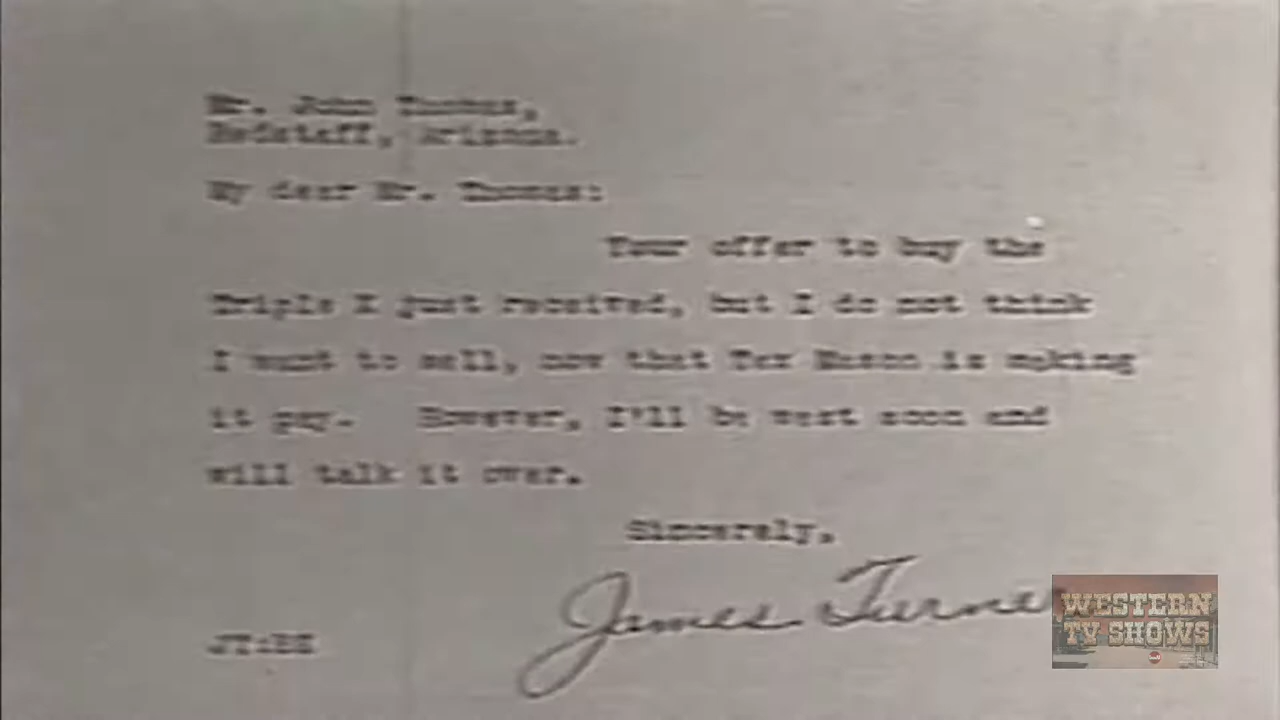 Mr. John Thomas,
Redstaff, Arizona.
My dear Mr. Thomas:
Your offer to buy the
Triple X just received, but I do not think
I want to sell, now that Tex Mason is making
it pay. However, I'll be west soon and
will talk it over.
Sincerely,
James Turner
WESTERN
TV SHOWS